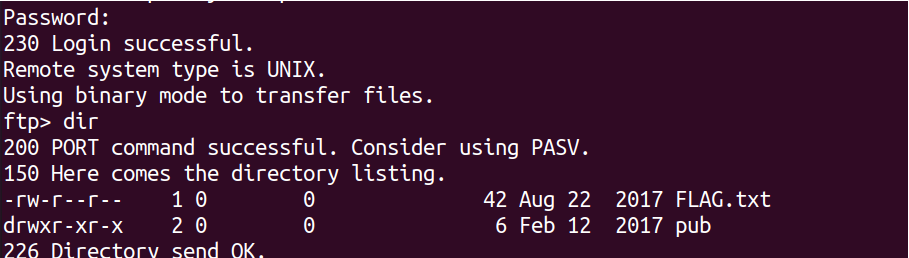 Password:
230 Login successful.
Remote system type is UNIX.
Using binary mode to transfer files.
ftp> dir
200 PORT command successful. Consider using PASV.
150 Here comes the directory listing.
-rw-r--r--    1 0        0              42 Aug 22  2017 FLAG.txt
drwxr-xr-x    2 0        0               6 Feb 12  2017 pub
226 Directory send OK.